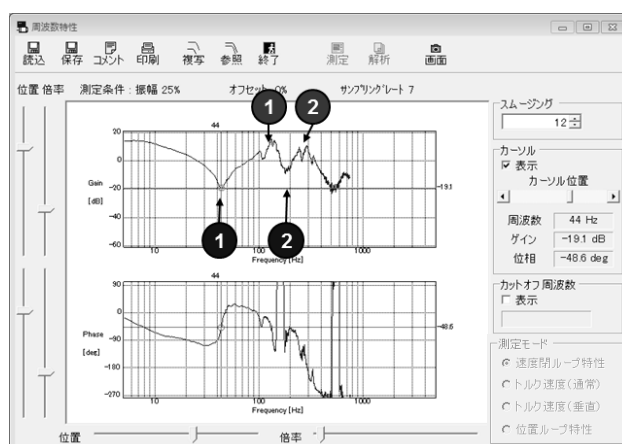 周波数特性
読込 保存 コメント 印刷 複写 参照 終了 測定 解析 画面
位置 倍率 測定条件 : 振幅 25% オフセット 0% サンプリングレート 7
1 2
44
20
0
Gain -20 -19.1
[dB]
-40
-60
10 100 1000
Frequency [Hz]
1 2
44
90
0
Phase -90 -48.6
[deg]
-180
-270
10 100 1000
Frequency [Hz]
位置 倍率
スムージング
12
カーソル
表示
カーソル位置
周波数 44 Hz
ゲイン -19.1 dB
位相 -48.6 deg
カットオフ周波数
表示
測定モード
速度閉ループ特性
トルク速度(通常)
トルク速度(垂直)
位置ループ特性